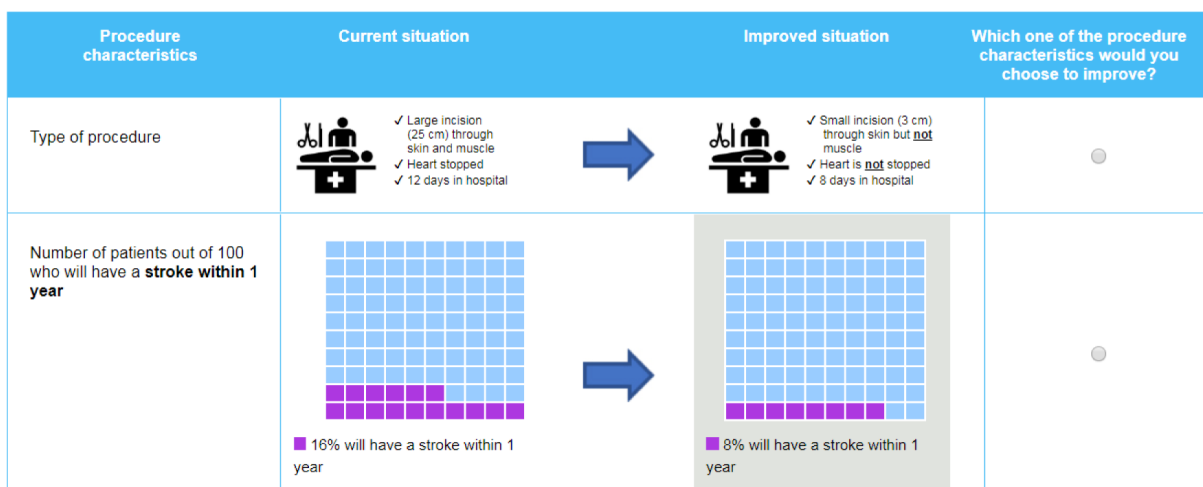 Procedure
characteristics
Current situation
Improved situation
Which one of the procedure
characteristics would you
choose to improve?
Type of procedure
✓ Large incision
(25 cm) through
skin and muscle
✓ Heart stopped
✓ 12 days in hospital
✓ Small incision (3 cm)
through skin but not
muscle
✓ Heart is not stopped
✓ 8 days in hospital
Number of patients out of 100
who will have a stroke within 1
year
16% will have a stroke within 1
year
8% will have a stroke within 1
year